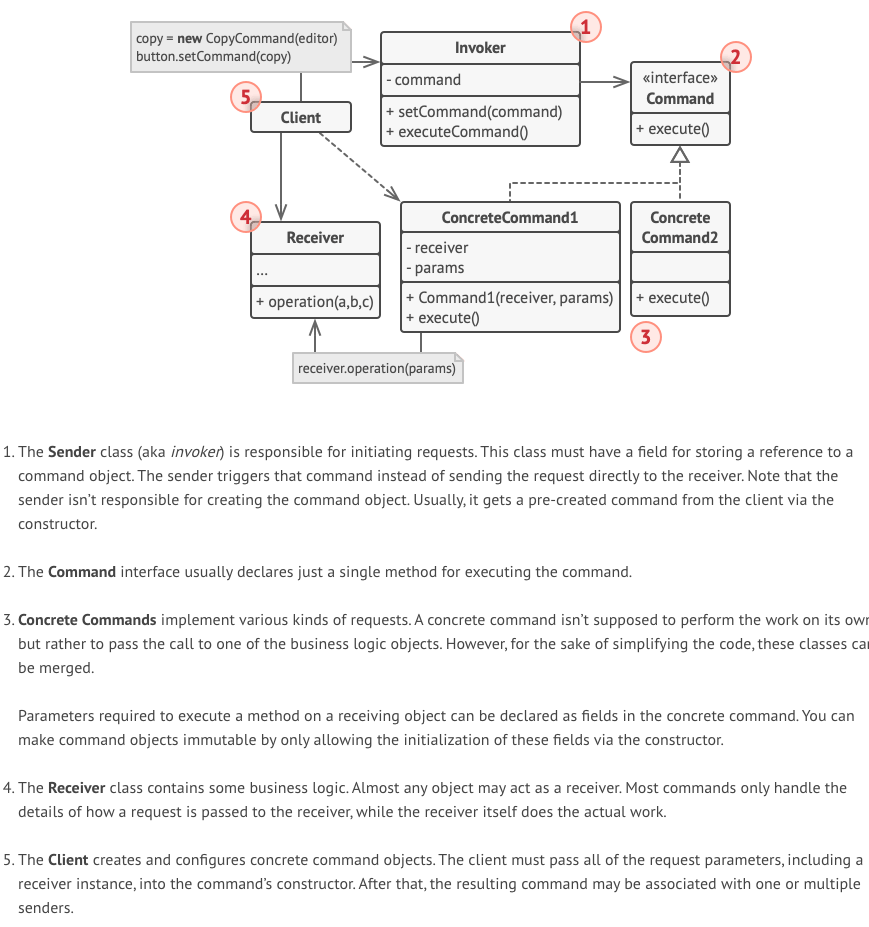 copy = new CopyCommand(editor)
button.setCommand(copy)
1
Invoker
- command
+ setCommand(command)
+ executeCommand()
2
«interface»
Command
+ execute()
5
Client
4
Receiver
...
+ operation(a,b,c)
ConcreteCommand1
- receiver
- params
+ Command1(receiver, params)
+ execute()
Concrete
Command2
+ execute()
3
receiver.operation(params)
1. The Sender class (aka invoker) is responsible for initiating requests. This class must have a field for storing a reference to a
command object. The sender triggers that command instead of sending the request directly to the receiver. Note that the
sender isn’t responsible for creating the command object. Usually, it gets a pre-created command from the client via the
constructor.
2. The Command interface usually declares just a single method for executing the command.
3. Concrete Commands implement various kinds of requests. A concrete command isn’t supposed to perform the work on its own
but rather to pass the call to one of the business logic objects. However, for the sake of simplifying the code, these classes can
be merged.
Parameters required to execute a method on a receiving object can be declared as fields in the concrete command. You can
make command objects immutable by only allowing the initialization of these fields via the constructor.
4. The Receiver class contains some business logic. Almost any object may act as a receiver. Most commands only handle the
details of how a request is passed to the receiver, while the receiver itself does the actual work.
5. The Client creates and configures concrete command objects. The client must pass all of the request parameters, including a
receiver instance, into the command’s constructor. After that, the resulting command may be associated with one or multiple
senders.